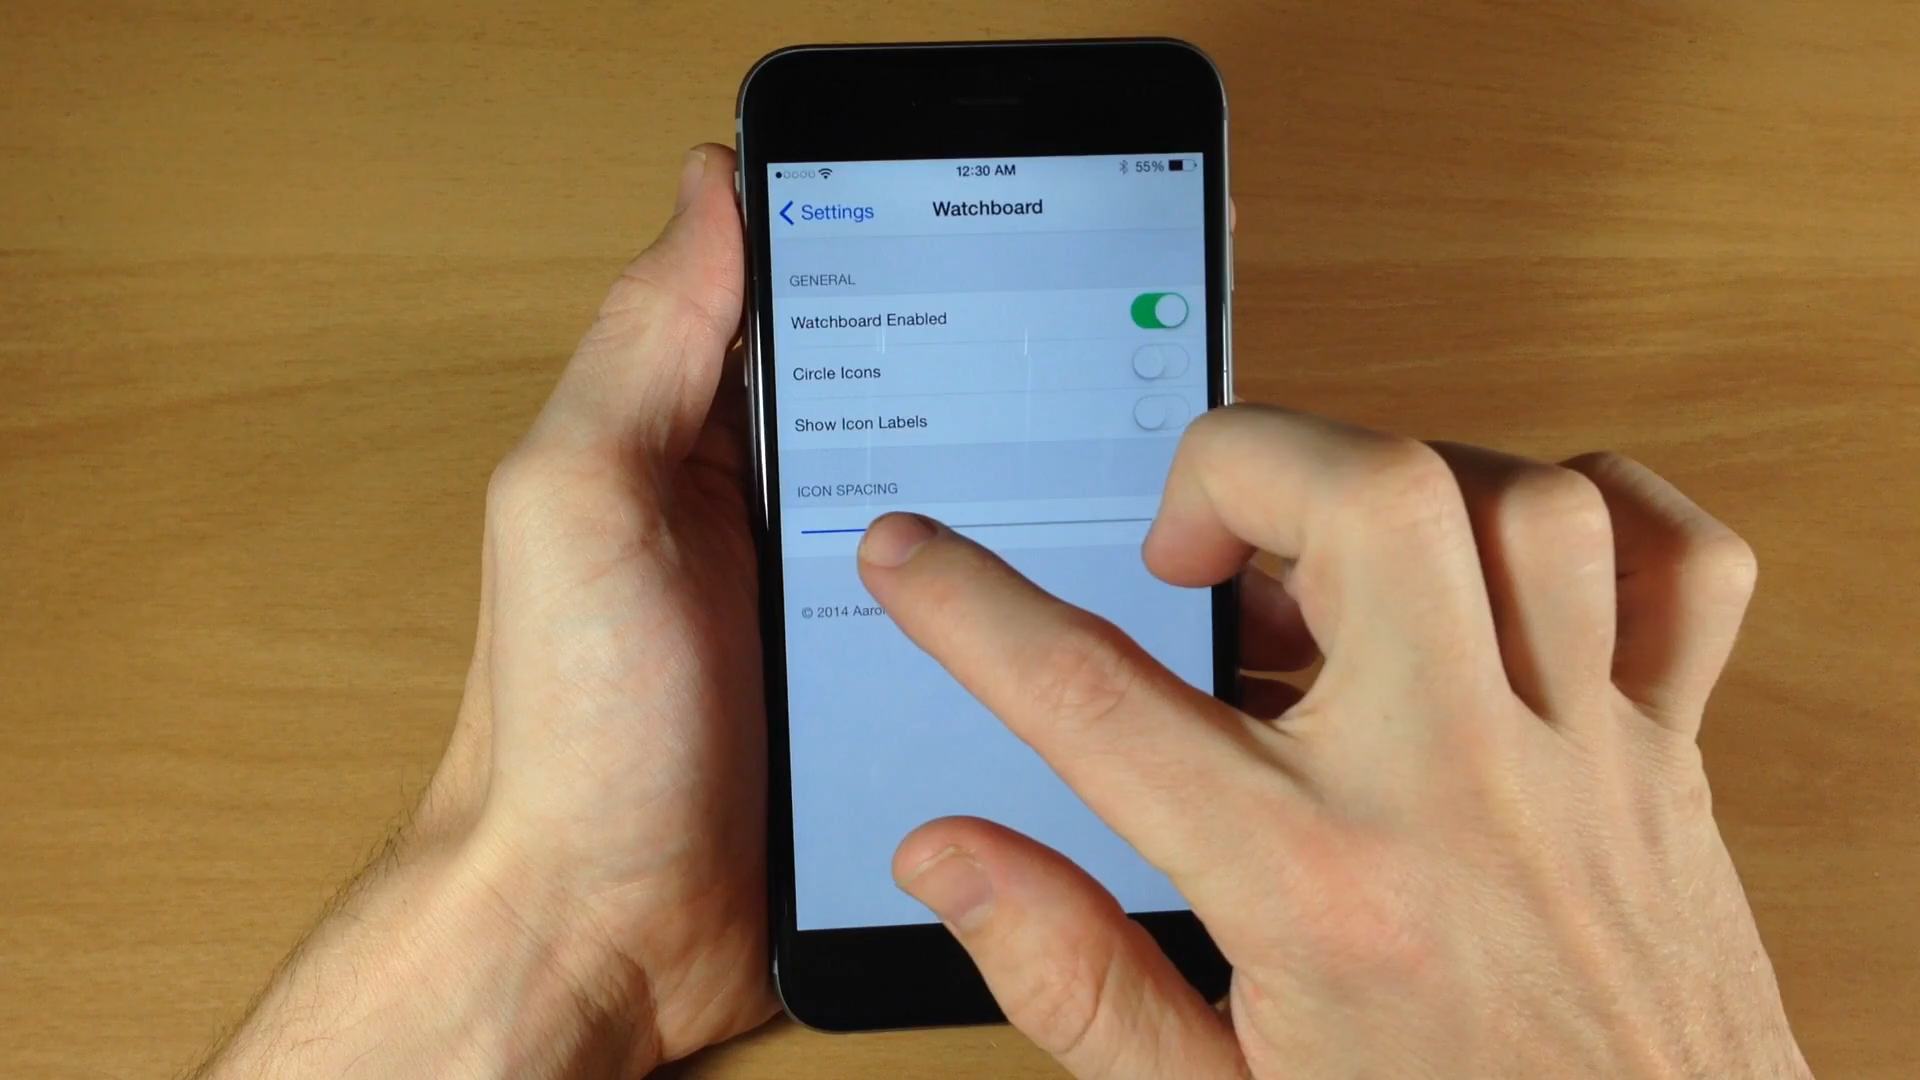 12:30 AM
55%
Settings
Watchboard
GENERAL
Watchboard Enabled
Circle Icons
Show Icon Labels
ICON SPACING
© 2014